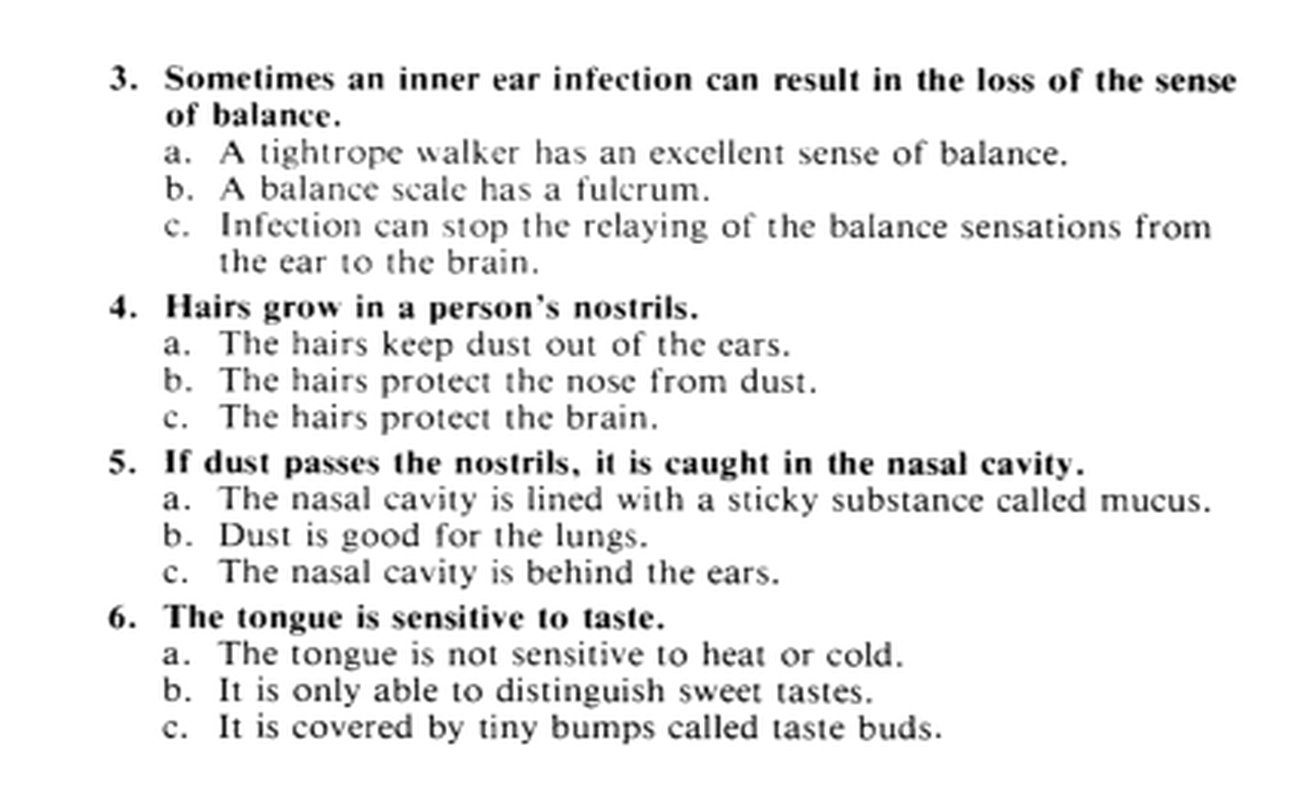 3. Sometimes an inner ear infection can result in the loss of the sense
of balance.
a. A tightrope walker has an excellent sense of balance.
b. A balance scale has a fulcrum.
c. Infection can stop the relaying of the balance sensations from
the ear to the brain.
4. Hairs grow in a person's nostrils.
a. The hairs keep dust out of the ears.
b. The hairs protect the nose from dust.
c. The hairs protect the brain.
5. If dust passes the nostrils, it is caught in the nasal cavity.
a. The nasal cavity is lined with a sticky substance called mucus.
b. Dust is good for the lungs.
c. The nasal cavity is behind the ears.
6. The tongue is sensitive to taste.
a. The tongue is not sensitive to heat or cold.
b. It is only able to distinguish sweet tastes.
c. It is covered by tiny bumps called taste buds.